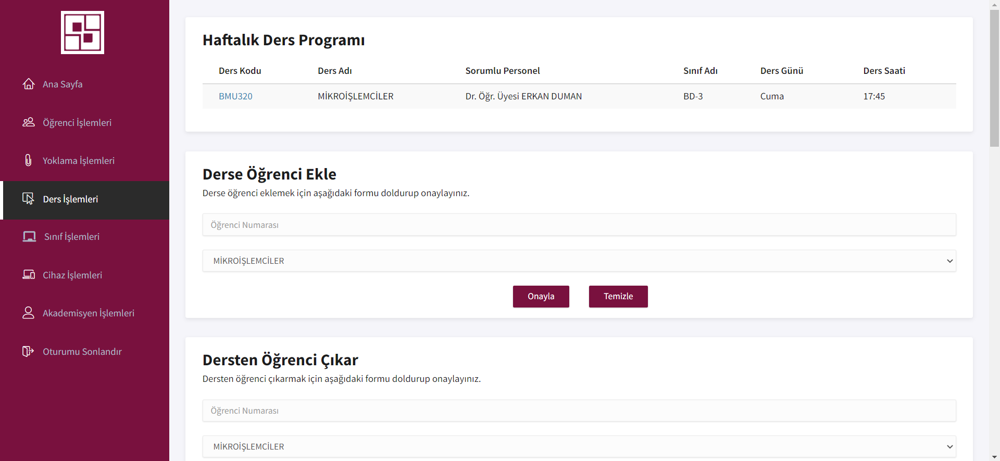 Ana Sayfa
Öğrenci İşlemleri
Yoklama İşlemleri
Ders İşlemleri
Sınıf İşlemleri
Cihaz İşlemleri
Akademisyen İşlemleri
Oturumu Sonlandır
Haftalık Ders Programı
Ders Kodu Ders Adı Sorumlu Personel Sınıf Adı Ders Günü Ders Saati
BMU320 MİKROİŞLEMCİLER Dr. Öğr. Üyesi ERKAN DUMAN BD-3 Cuma 17:45
Derse Öğrenci Ekle
Derse öğrenci eklemek için aşağıdaki formu doldurup onaylayınız.
Öğrenci Numarası
MİKROİŞLEMCİLER
Onayla Temizle
Dersten Öğrenci Çıkar
Dersten öğrenci çıkarmak için aşağıdaki formu doldurup onaylayınız.
Öğrenci Numarası
MİKROİŞLEMCİLER